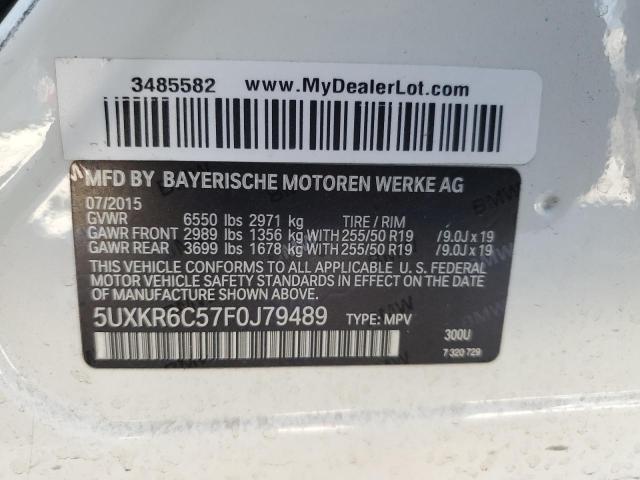 3485582 www.MyDealerLot.com
MFD BY BAYERISCHE MOTOREN WERKE AG
07/2015
GVWR 6550 lbs 2971 kg TIRE / RIM
GAWR FRONT 2989 lbs 1356 kg WITH 255/50 R19 /9.0J x 19
GAWR REAR 3699 lbs 1678 kg WITH 255/50 R19 /9.0J x 19
THIS VEHICLE CONFORMS TO ALL APPLICABLE U. S. FEDERAL
MOTOR VEHICLE SAFETY STANDARDS IN EFFECT ON THE
DATE OF MANUFACTURE SHOWN ABOVE.
5UXKR6C57F0J79489 TYPE: MPV
300U
7 320 729